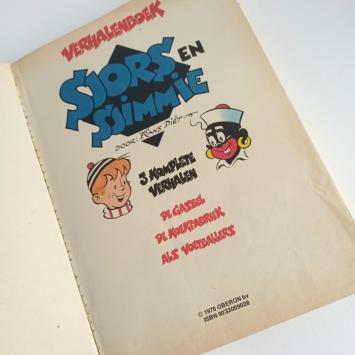 VERHALENBOEK
SJORS EN
SJIMMIE
DOOR: FRANS PIËT
3 KOMPLETE
VERHALEN
DE GASBEL
DE KOEKFABRIEK
ALS VOETBALLERS
© 1978 OBERON bv
ISBN 9032009028